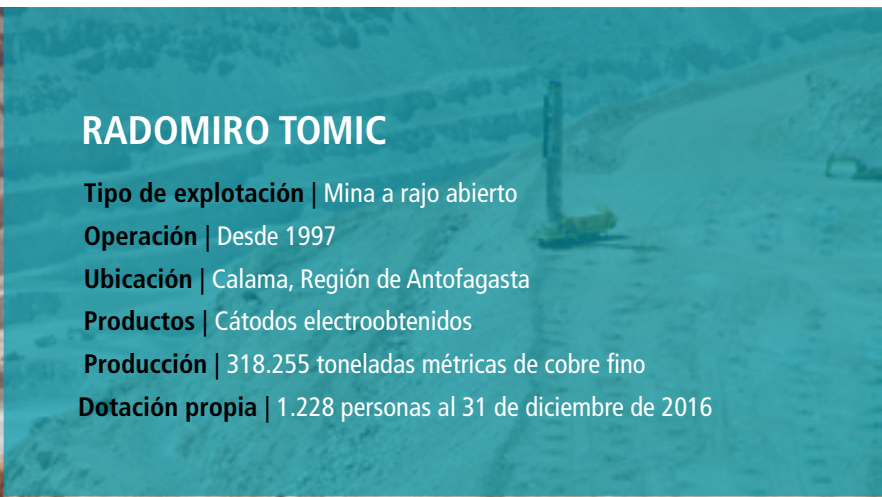 RADOMIRO TOMIC
Tipo de explotación | Mina a rajo abierto
Operación | Desde 1997
Ubicación | Calama, Región de Antofagasta
Productos | Cátodos electroobtenidos
Producción | 318.255 toneladas métricas de cobre fino
Dotación propia | 1.228 personas al 31 de diciembre de 2016